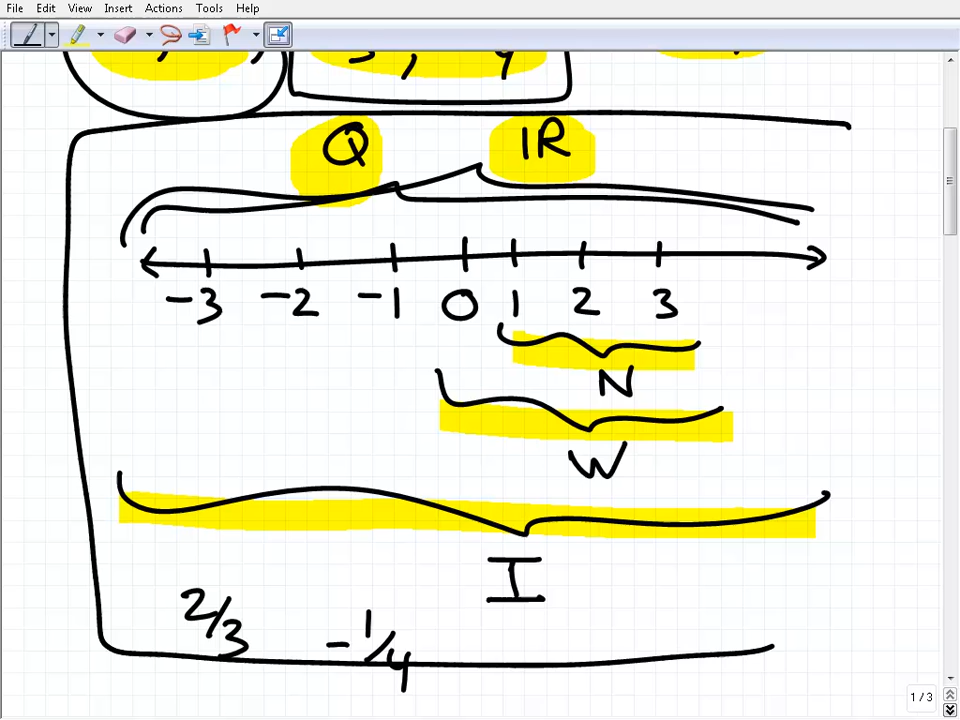 File Edit View Insert Actions Tools Help
Q IR
-3 -2 -1 0 1 2 3
N
W
I
2/3 -1/4
1 / 3